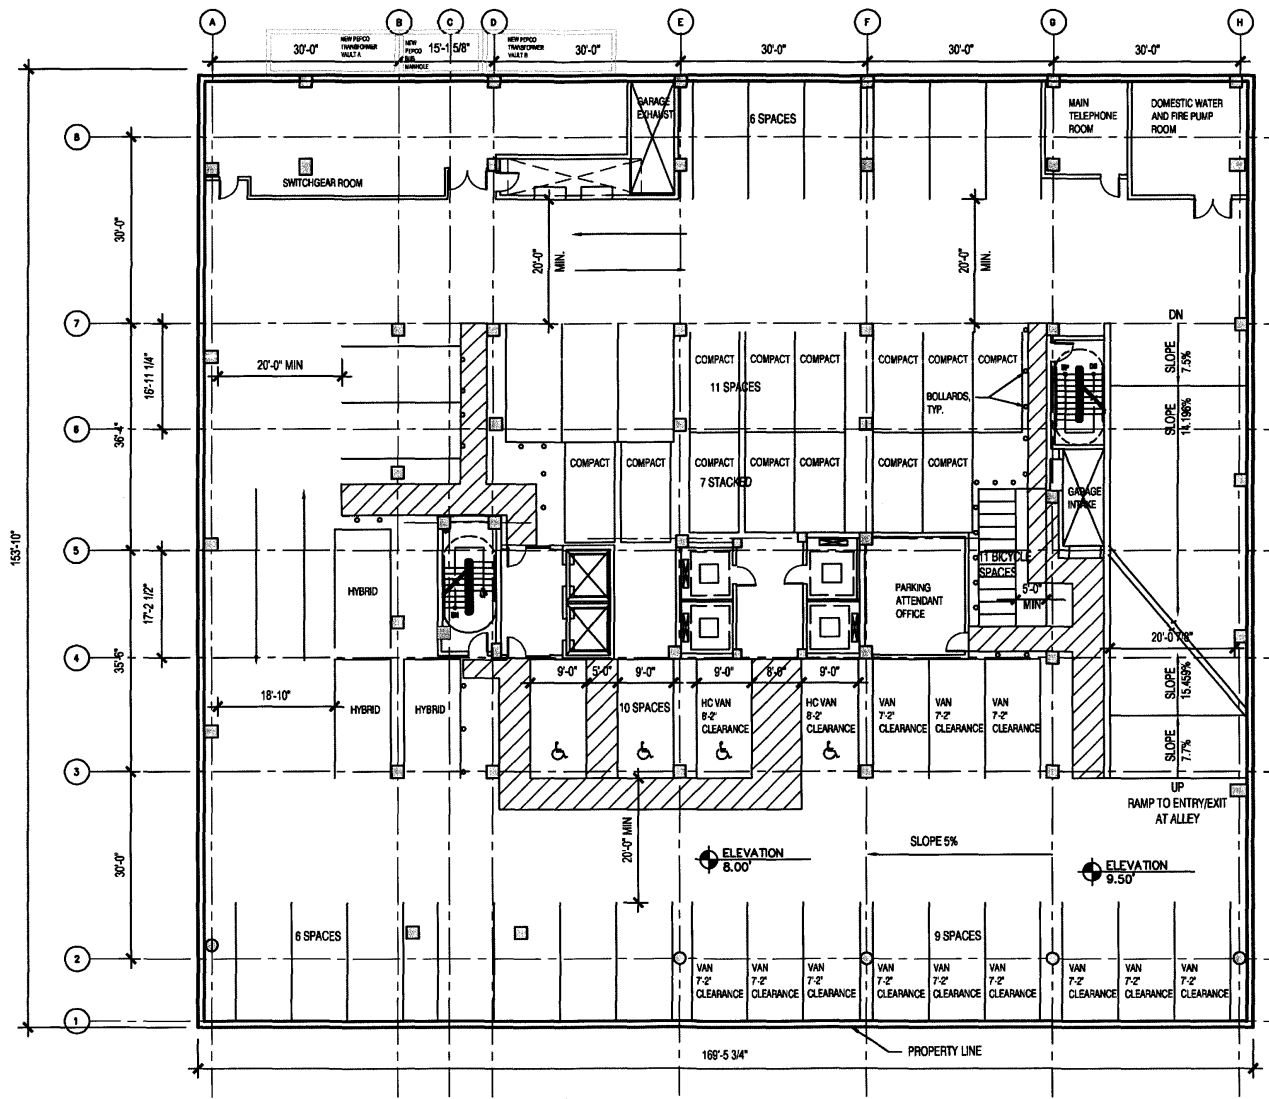 A
B
C
D
E
F
G
H
30'-0"
NEW PEPCO
TRANSFORMER
VAULT A
NEW
PEPCO
MANHOLE
15'-1 5/8"
NEW PEPCO
TRANSFORMER
VAULT B
30'-0"
30'-0"
30'-0"
30'-0"
GARAGE
EXHAUST
6 SPACES
MAIN
TELEPHONE
ROOM
DOMESTIC WATER
AND FIRE PUMP
ROOM
8
SWITCHGEAR ROOM
30'-0"
20'-0"
MIN.
20'-0"
MIN.
7
DN
SLOPE
7.5%
16'-11 1/4"
20'-0" MIN
COMPACT
COMPACT
COMPACT
COMPACT
COMPACT
COMPACT
11 SPACES
BOLLARDS,
TYP.
UP
DN
SLOPE
14.196%
6
36'-4"
COMPACT
COMPACT
COMPACT
COMPACT
COMPACT
COMPACT
COMPACT
7 STACKED
GARAGE
INTAKE
153'-10"
5
17'-2 1/2"
HYBRID
UP
DN
PARKING
ATTENDANT
OFFICE
11 BICYCLE
SPACES
5'-0"
MIN
20'-0 7/8"
4
35'-6"
9'-0"
5'-0"
9'-0"
9'-0"
8'-0"
9'-0"
18'-10"
HYBRID
HYBRID
10 SPACES
HC VAN
8'-2"
CLEARANCE
HC VAN
8'-2"
CLEARANCE
VAN
7'-2"
CLEARANCE
VAN
7'-2"
CLEARANCE
VAN
7'-2"
CLEARANCE
SLOPE
15.459%
SLOPE
7.7%
3
UP
RAMP TO ENTRY/EXIT
AT ALLEY
30'-0"
20'-0" MIN
ELEVATION
8.00'
SLOPE 5%
ELEVATION
9.50'
6 SPACES
9 SPACES
2
VAN
7'-2"
CLEARANCE
VAN
7'-2"
CLEARANCE
VAN
7'-2"
CLEARANCE
VAN
7'-2"
CLEARANCE
VAN
7'-2"
CLEARANCE
VAN
7'-2"
CLEARANCE
VAN
7'-2"
CLEARANCE
VAN
7'-2"
CLEARANCE
VAN
7'-2"
CLEARANCE
1
169'-5 3/4"
PROPERTY LINE